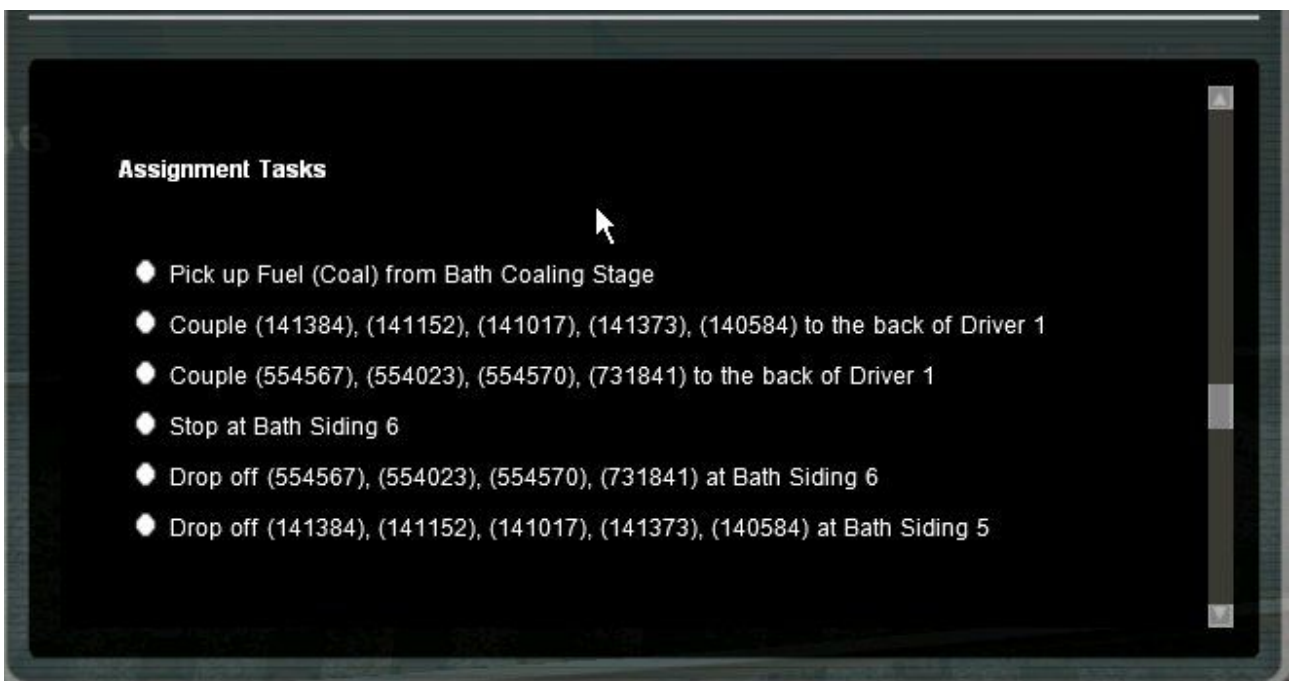 Assignment Tasks
Pick up Fuel (Coal) from Bath Coaling Stage
Couple (141384), (141152), (141017), (141373), (140584) to the back of Driver 1
Couple (554567), (554023), (554570), (731841) to the back of Driver 1
Stop at Bath Siding 6
Drop off (554567), (554023), (554570), (731841) at Bath Siding 6
Drop off (141384), (141152), (141017), (141373), (140584) at Bath Siding 5